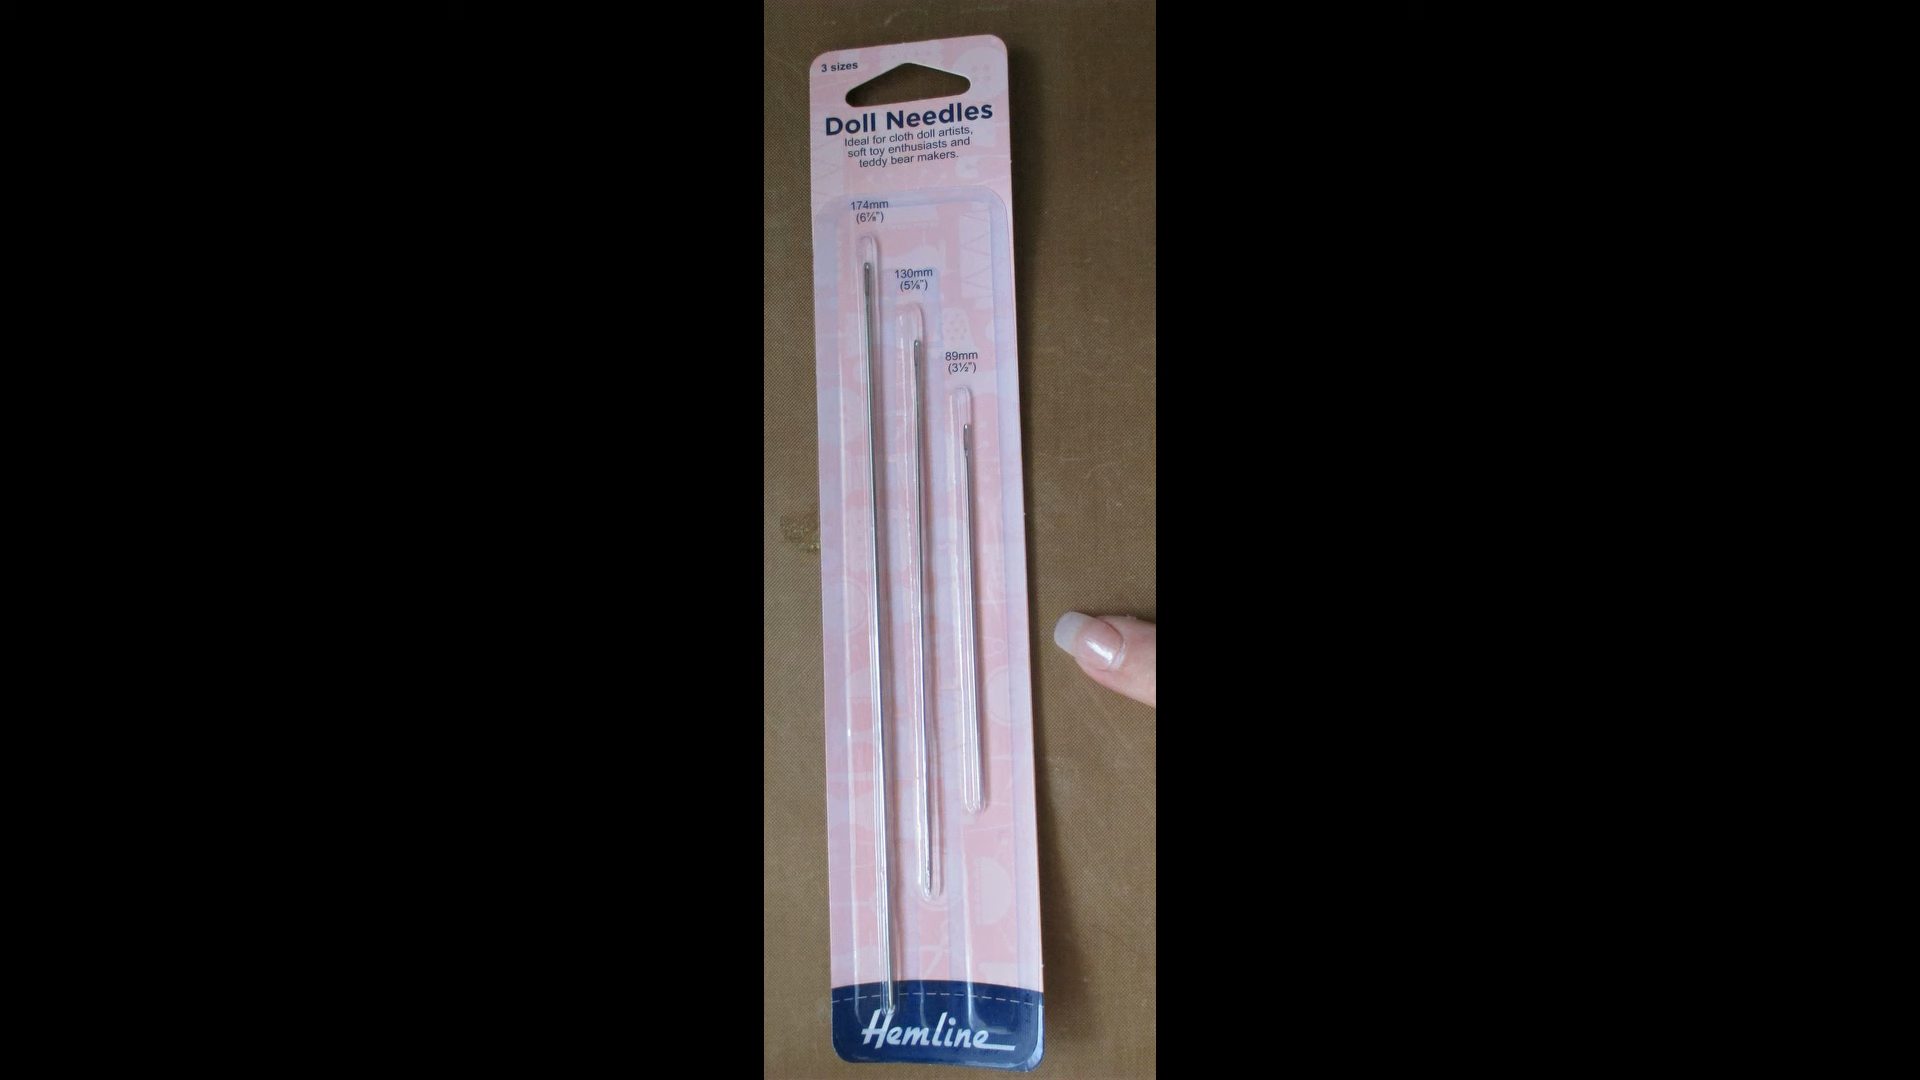 3 sizes
Doll Needles
Ideal for cloth doll artists,
soft toy enthusiasts and
teddy bear makers.
174mm
(6⅞")
130mm
(5⅛")
89mm
(3½")
Hemline